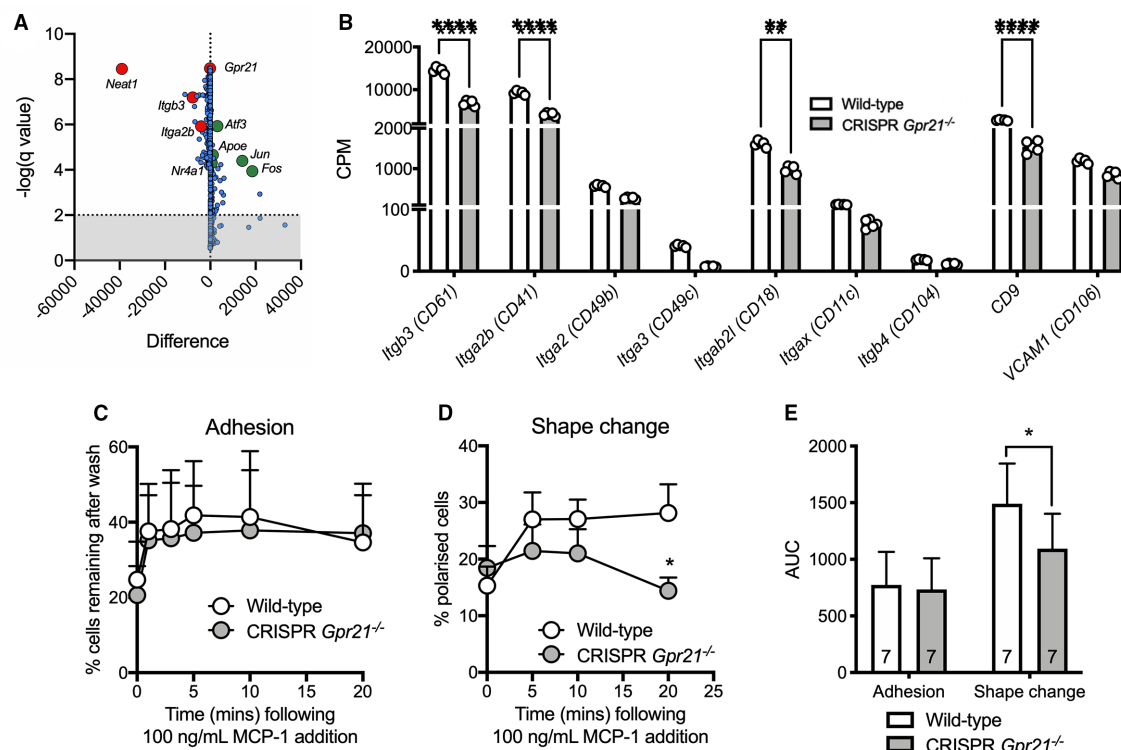 A
10
8
6
4
2
0
-log(q value)
Neat1
Gpr21
Itgb3
Itga2b
Atf3
Apoe
Jun
Nr4a1
Fos
-60000
-40000
-20000
0
20000
40000
Difference
B
****
****
****
****
**
**
****
****
20000
10000
2000
1000
100
0
CPM
Wild-type
CRISPR Gpr21-/-
Itgb3 (CD61)
Itga2b (CD41)
Itga2 (CD49b)
Itga3 (CD49c)
Itgab2l (CD18)
Itgax (CD11c)
Itgb4 (CD104)
CD9
VCAM1 (CD106)
C
Adhesion
60
40
20
0
% cells remaining after wash
Wild-type
CRISPR Gpr21-/-
0 5 10 15 20
Time (mins) following
100 ng/mL MCP-1 addition
D
Shape change
40
30
20
10
0
% polarised cells
*
Wild-type
CRISPR Gpr21-/-
0 5 10 15 20 25
Time (mins) following
100 ng/mL MCP-1 addition
E
2000
1500
1000
500
0
AUC
*
7 7 7 7
Adhesion Shape change
Wild-type
CRISPR Gpr21-/-